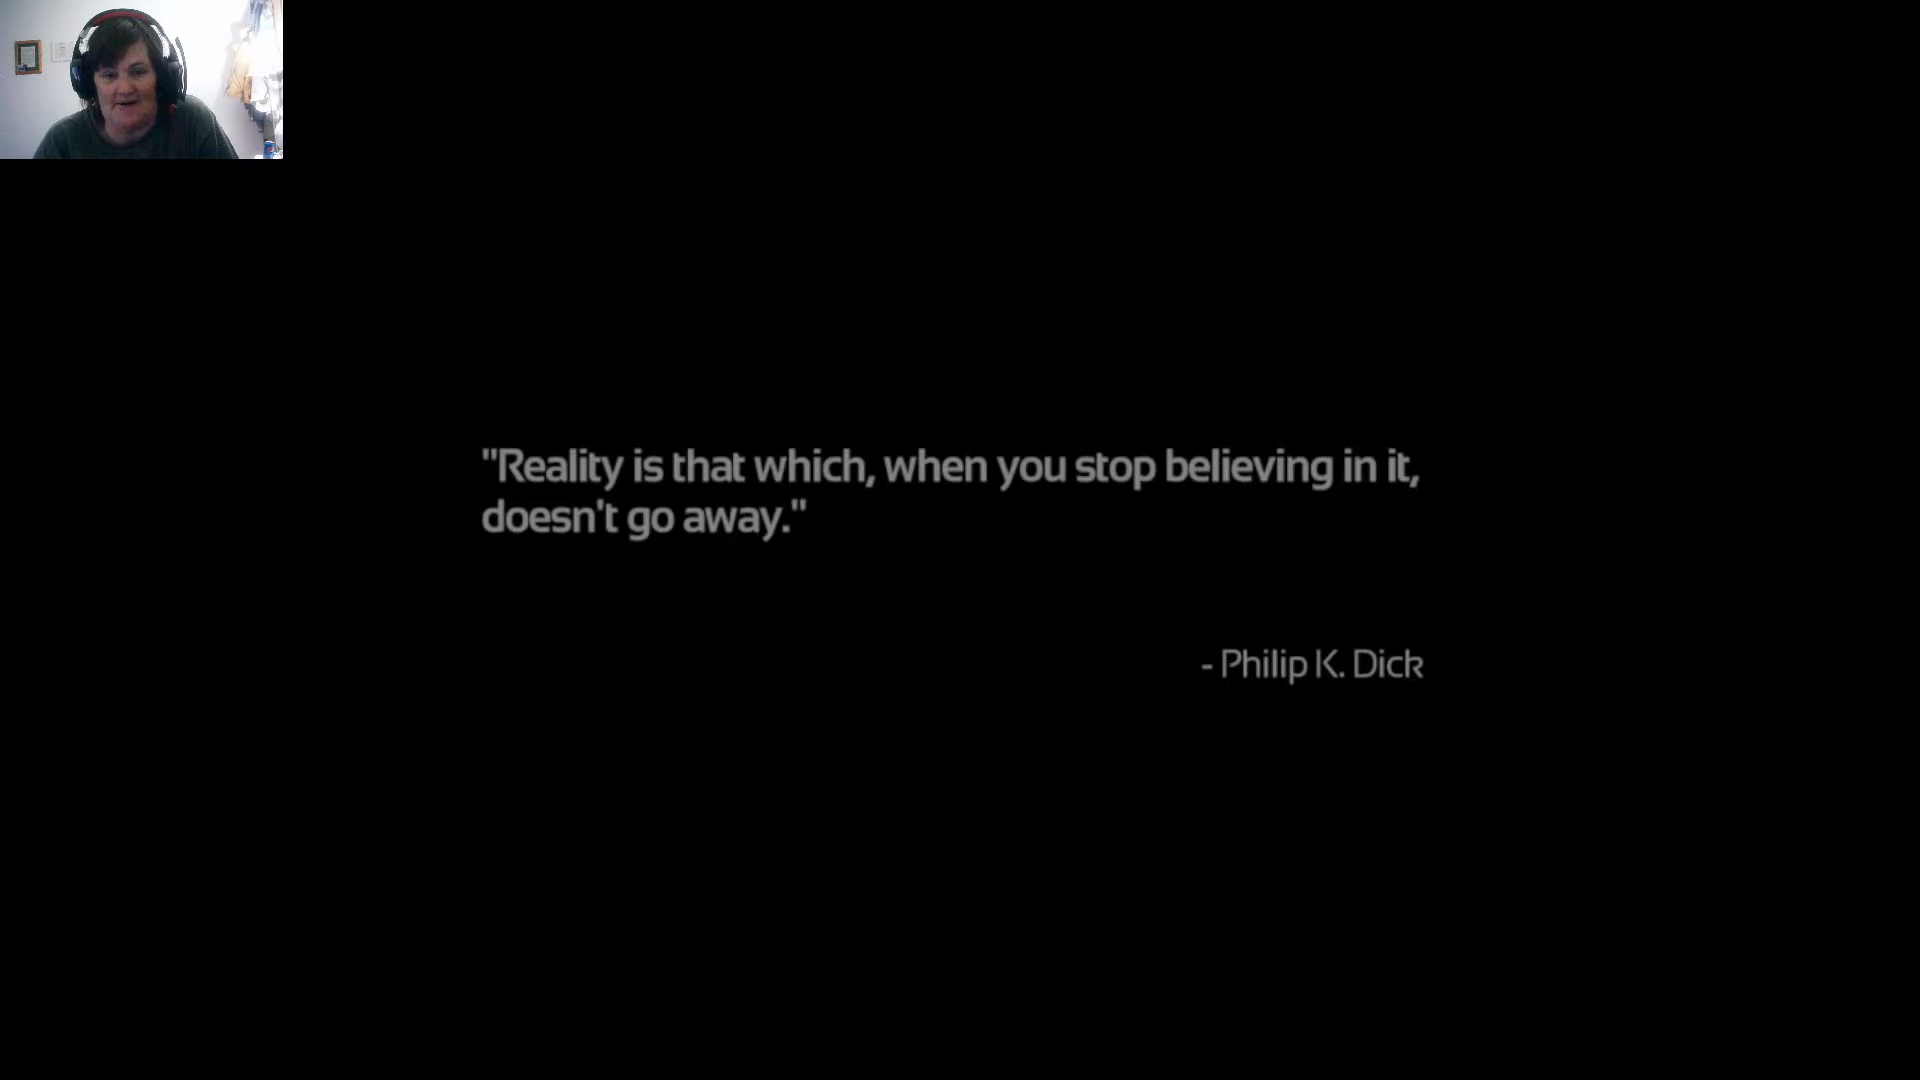 "Reality is that which, when you stop believing in it,
doesn't go away."
- Philip K. Dick